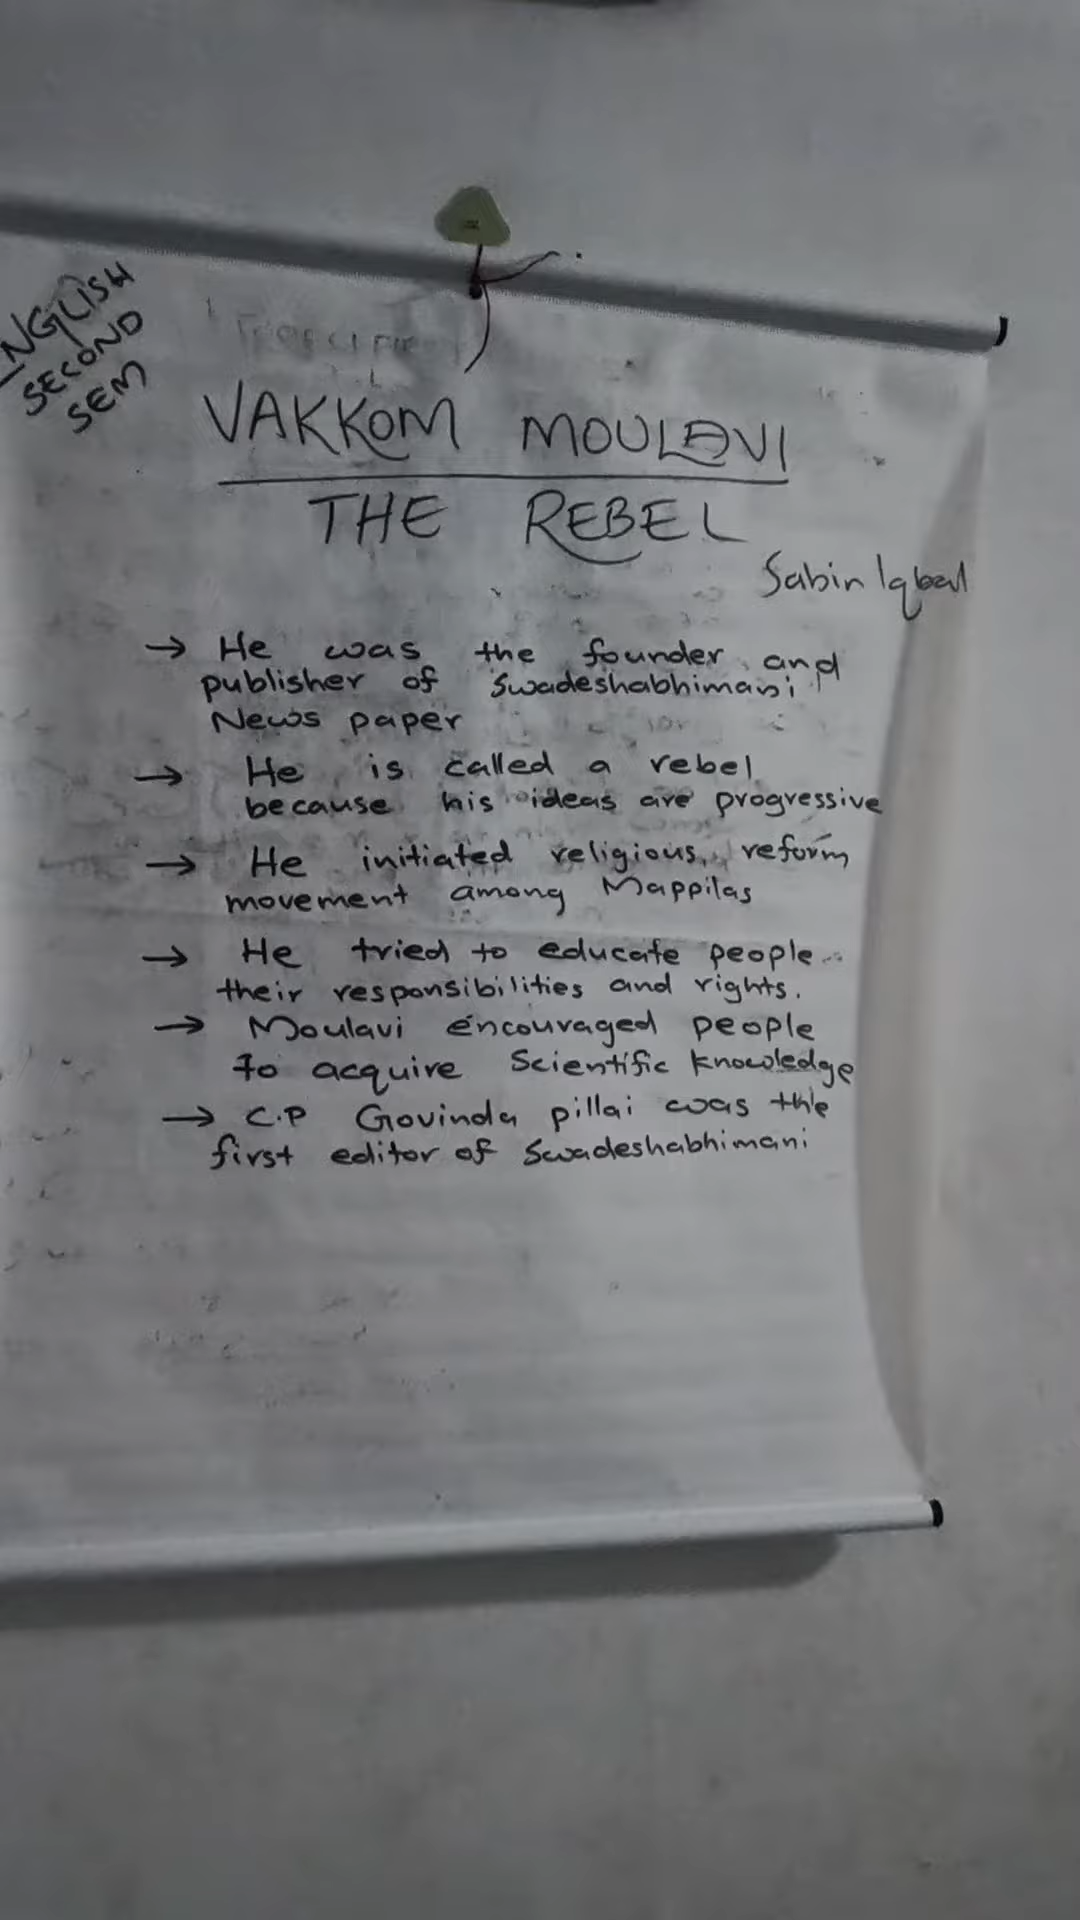 ENGLISH
SECOND
SEM
VAKKOM MOULAVI
THE REBEL
Sabin Iqbal
→ He was the founder and
publisher of Swadeshabhimani
News paper
→ He is called a rebel
because his ideas are progressive
→ He initiated religious reform
movement among Mappilas
→ He tried to educate people
their responsibilities and rights.
→ Moulavi encouraged people
to acquire Scientific knowledge
→ C.P Govinda pillai was the
first editor of Swadeshabhimani